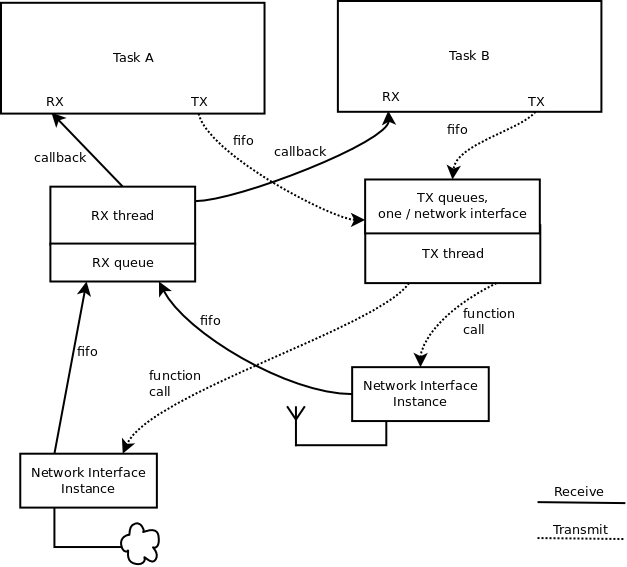 Task A
Task B
RX
TX
RX
TX
fifo
fifo
callback
callback
TX queues,
one / network interface
RX thread
TX thread
RX queue
function
call
fifo
fifo
function
call
Network Interface
Instance
Network Interface
Instance
Receive
Transmit